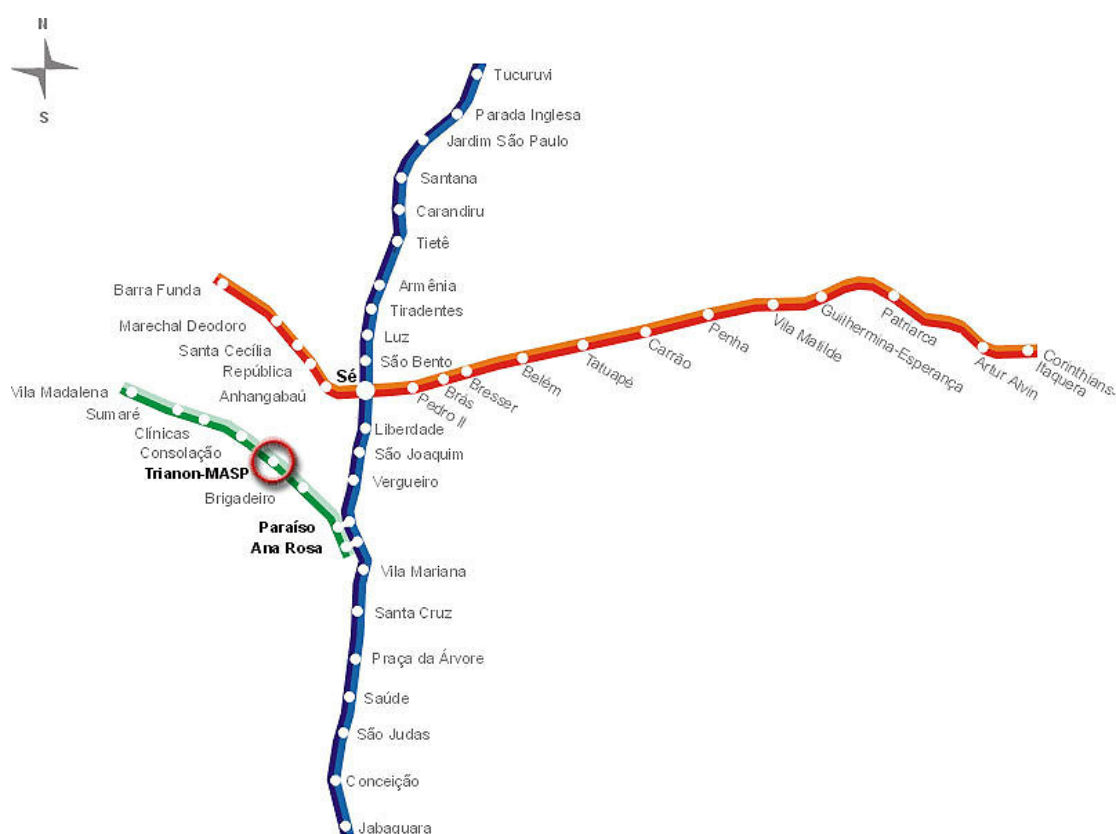 N
S
Tucuruvi
Parada Inglesa
Jardim São Paulo
Santana
Carandiru
Tietê
Armênia
Tiradentes
Luz
São Bento
Barra Funda
Marechal Deodoro
Santa Cecília
República
Anhangabaú
Sé
Pedro II
Brás
Bresser
Belém
Tatuapé
Carrão
Penha
Vila Matilde
Guilhermina-Esperança
Patriarca
Artur Alvin
Corinthians-
Itaquera
Vila Madalena
Sumaré
Clínicas
Consolação
Trianon-MASP
Brigadeiro
Paraíso
Ana Rosa
Liberdade
São Joaquim
Vergueiro
Vila Mariana
Santa Cruz
Praça da Árvore
Saúde
São Judas
Conceição
Jabaquara